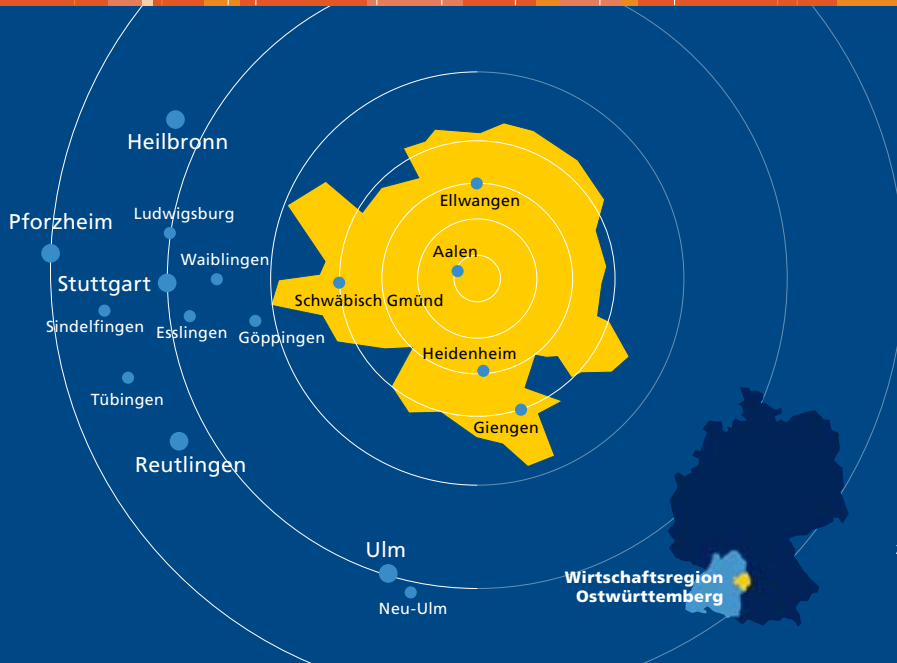 Heilbronn
Ellwangen
Ludwigsburg
Pforzheim
Aalen
Waiblingen
Stuttgart
Schwäbisch Gmünd
Sindelfingen
Esslingen
Göppingen
Heidenheim
Tübingen
Giengen
Reutlingen
Ulm
Wirtschaftsregion
Ostwürttemberg
Neu-Ulm